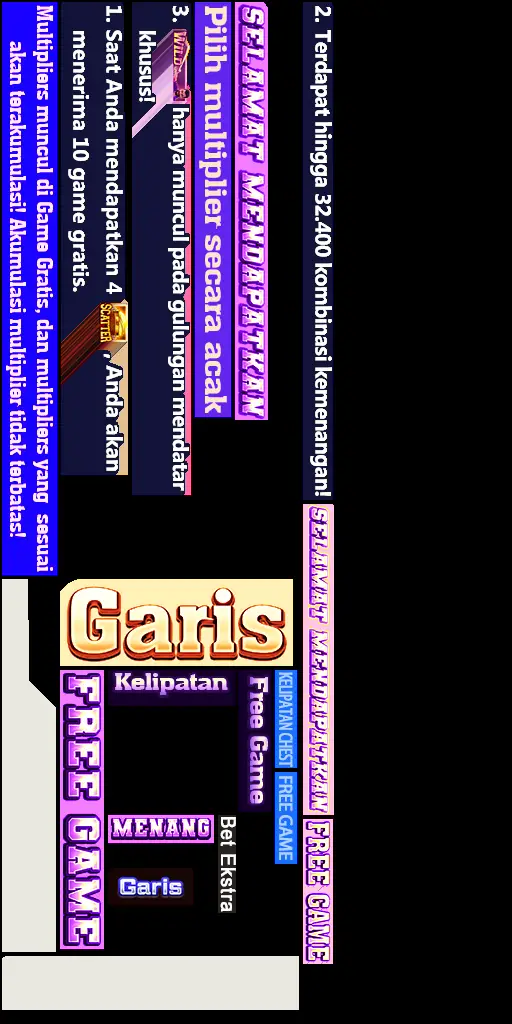 2. Terdapat hingga 32.400 kombinasi kemenangan!
SELAMAT MENDAPATKAN
Pilih multiplier secara acak
3. WILD hanya muncul pada gulungan mendatar
khusus!
1. Saat Anda mendapatkan 4 SCATTER, Anda akan
menerima 10 game gratis.
Multipliers muncul di Game Gratis, dan multipliers yang sesuai
akan terakumulasi! Akumulasi multiplier tidak terbatas!
SELAMAT MENDAPATKAN
FREE GAME
Garis
KELIPATAN CHEST
FREE GAME
Free Game
Kelipatan
FREE GAME
MENANG
Bet Ekstra
Garis